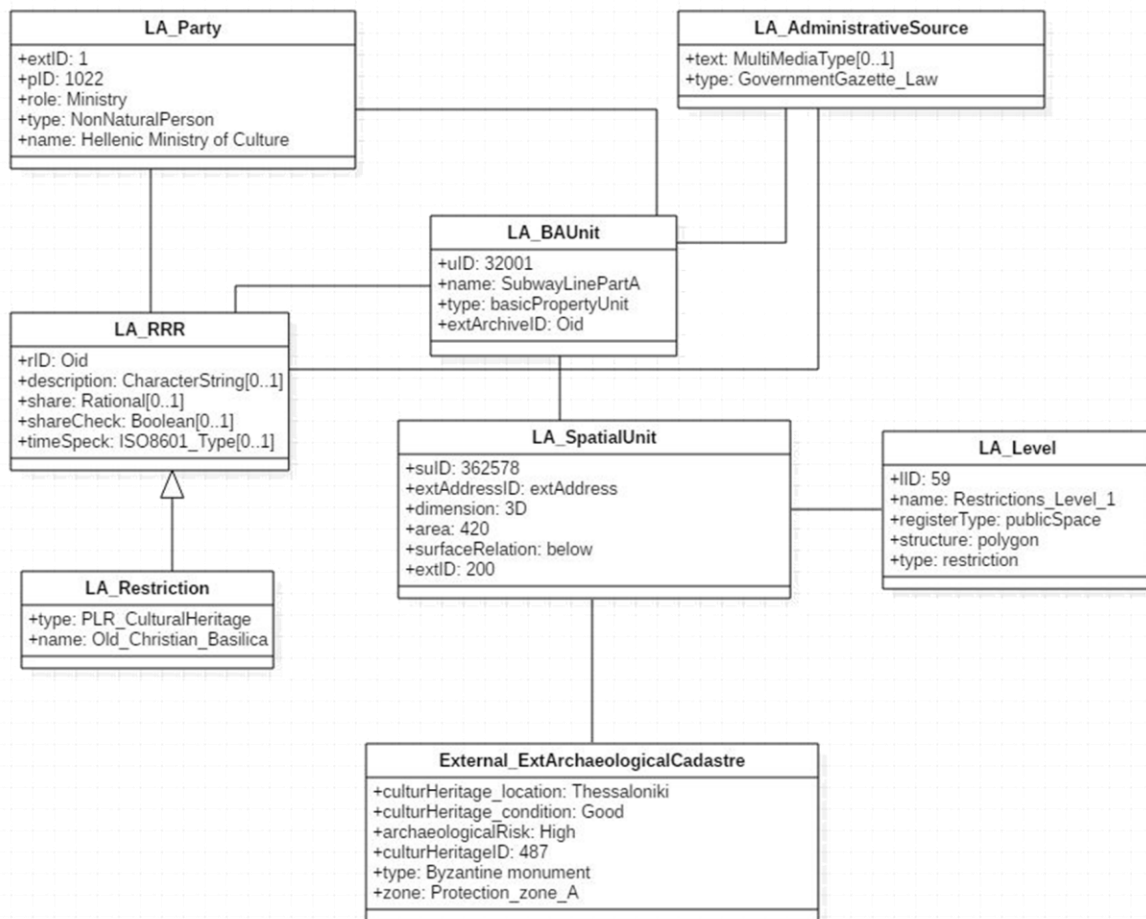 LA_Party
+extID: 1
+pID: 1022
+role: Ministry
+type: NonNaturalPerson
+name: Hellenic Ministry of Culture
LA_AdministrativeSource
+text: MultiMediaType[0..1]
+type: GovernmentGazette_Law
LA_BAUnit
+uID: 32001
+name: SubwayLinePartA
+type: basicPropertyUnit
+extArchiveID: Oid
LA_RRR
+rID: Oid
+description: CharacterString[0..1]
+share: Rational[0..1]
+shareCheck: Boolean[0..1]
+timeSpeck: ISO8601_Type[0..1]
LA_SpatialUnit
+suID: 362578
+extAddressID: extAddress
+dimension: 3D
+area: 420
+surfaceRelation: below
+extID: 200
LA_Level
+lID: 59
+name: Restrictions_Level_1
+registerType: publicSpace
+structure: polygon
+type: restriction
LA_Restriction
+type: PLR_CulturalHeritage
+name: Old_Christian_Basilica
External_ExtArchaeologicalCadastre
+culturHeritage_location: Thessaloniki
+culturHeritage_condition: Good
+archaeologicalRisk: High
+culturHeritageID: 487
+type: Byzantine monument
+zone: Protection_zone_A